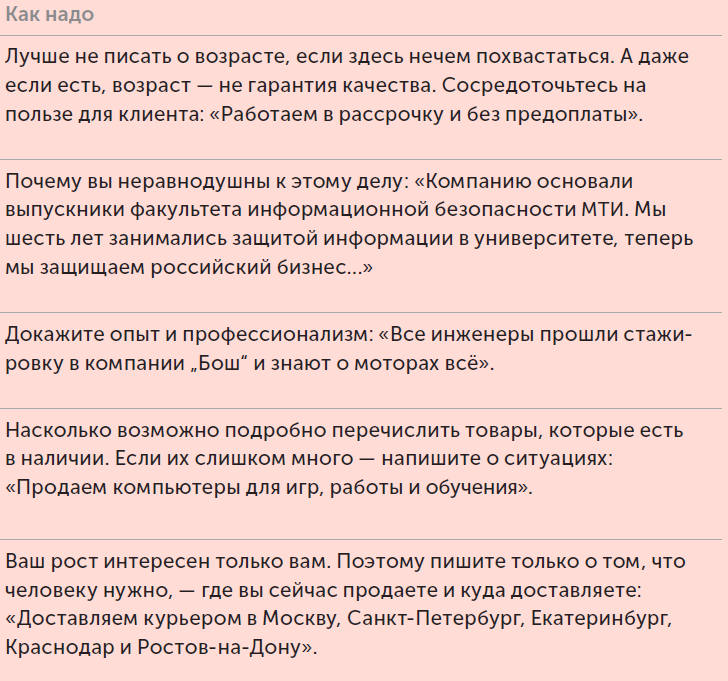 Как надо
Лучше не писать о возрасте, если здесь нечем похвастаться. А даже
если есть, возраст — не гарантия качества. Сосредоточьтесь на
пользе для клиента: «Работаем в рассрочку и без предоплаты».
Почему вы неравнодушны к этому делу: «Компанию основали
выпускники факультета информационной безопасности МТИ. Мы
шесть лет занимались защитой информации в университете, теперь
мы защищаем российский бизнес...»
Докажите опыт и профессионализм: «Все инженеры прошли стажи-
ровку в компании „Бош“ и знают о моторах всё».
Насколько возможно подробно перечислить товары, которые есть
в наличии. Если их слишком много — напишите о ситуациях:
«Продаем компьютеры для игр, работы и обучения».
Ваш рост интересен только вам. Поэтому пишите только о том, что
человеку нужно, — где вы сейчас продаете и куда доставляете:
«Доставляем курьером в Москву, Санкт-Петербург, Екатеринбург,
Краснодар и Ростов-на-Дону».